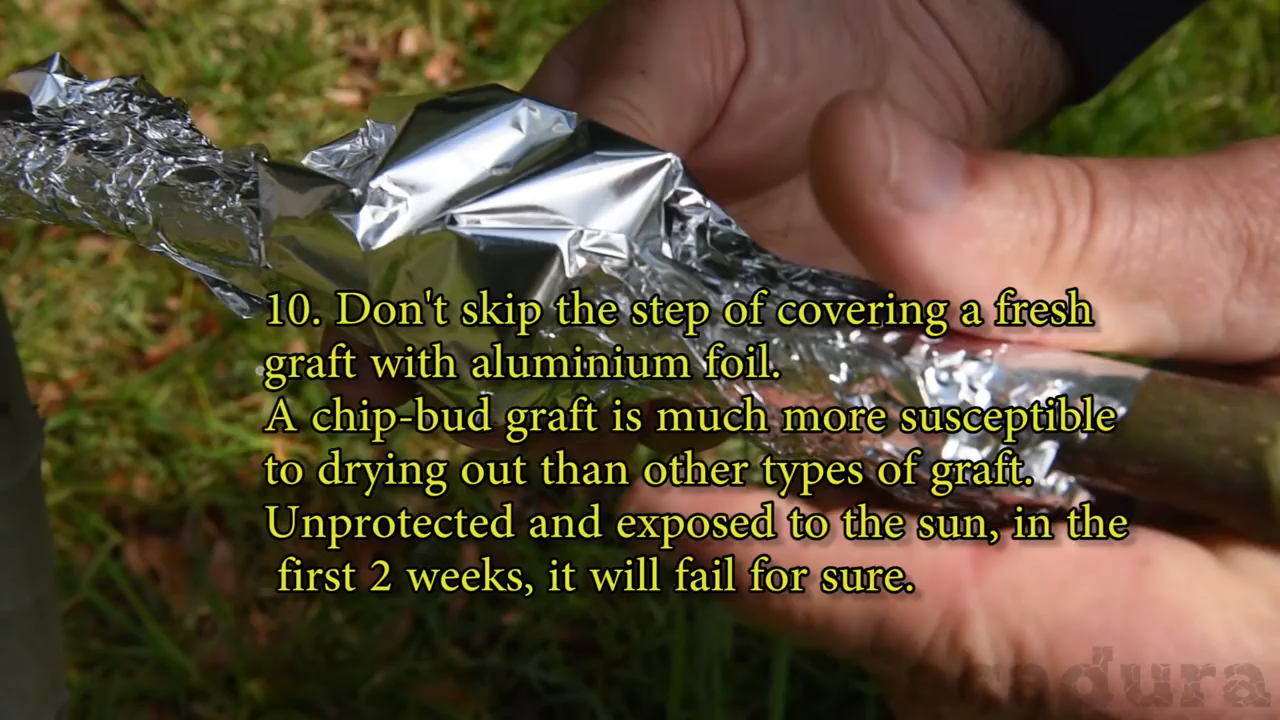 10. Don't skip the step of covering a fresh
graft with aluminium foil.
A chip-bud graft is much more susceptible
to drying out than other types of graft.
Unprotected and exposed to the sun, in the
first 2 weeks, it will fail for sure.